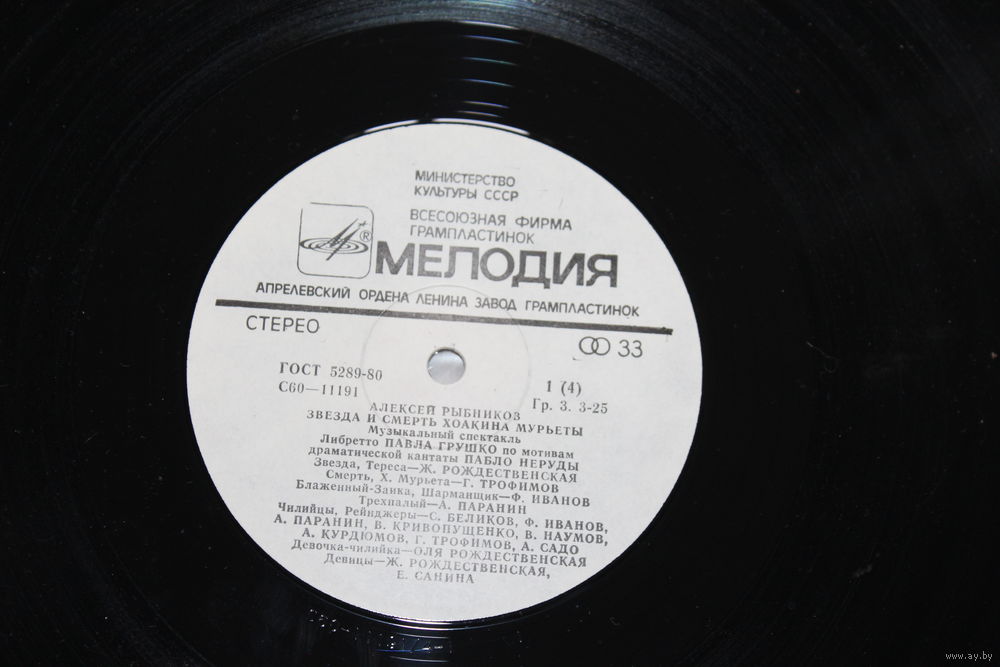 МИНИСТЕРСТВО
КУЛЬТУРЫ СССР
ВСЕСОЮЗНАЯ ФИРМА
ГРАМПЛАСТИНОК
®
МЕЛОДИЯ
АПРЕЛЕВСКИЙ ОРДЕНА ЛЕНИНА ЗАВОД ГРАМПЛАСТИНОК
СТЕРЕО
33
ГОСТ 5289-80
С60—11191
1 (4)
Гр. 3. 3-25
АЛЕКСЕЙ РЫБНИКОВ
ЗВЕЗДА И СМЕРТЬ ХОАКИНА МУРЬЕТЫ
Музыкальный спектакль
Либретто ПАВЛА ГРУШКО по мотивам
драматической кантаты ПАБЛО НЕРУДЫ
Звезда, Тереса—Ж. РОЖДЕСТВЕНСКАЯ
Смерть, Х. Мурьета—Г. ТРОФИМОВ
Блаженный-Заика, Шарманщик—Ф. ИВАНОВ
Трехпалый—А. ПАРАНИН
Чилийцы, Рейнджеры—С. БЕЛИКОВ, Ф. ИВАНОВ,
А. ПАРАНИН, В. КРИВОПУЩЕНКО, В. НАУМОВ,
А. КУРДЮМОВ, Г. ТРОФИМОВ, А. САДО
Девочка-чилийка—ОЛЯ РОЖДЕСТВЕНСКАЯ
Девицы—Ж. РОЖДЕСТВЕНСКАЯ,
Е. САНИНА
www.ay.by